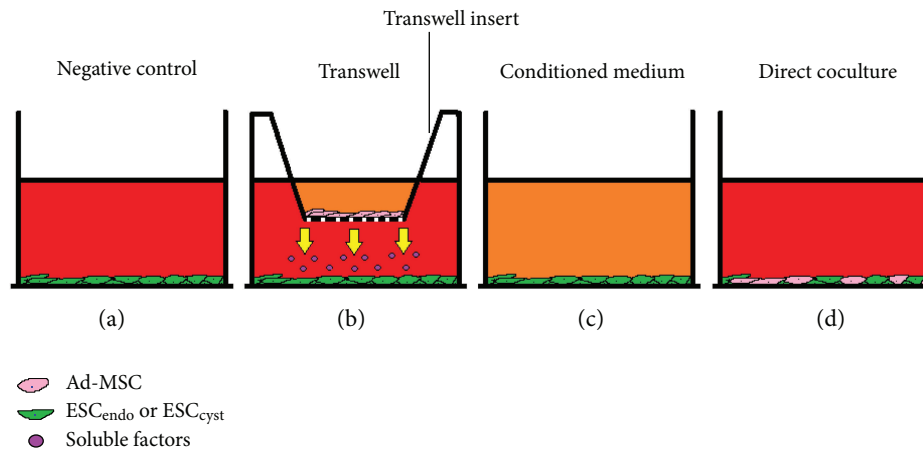 Transwell insert
Negative control
Transwell
Conditioned medium
Direct coculture
(a)
(b)
(c)
(d)
Ad-MSC
ESCendo or ESCcyst
Soluble factors